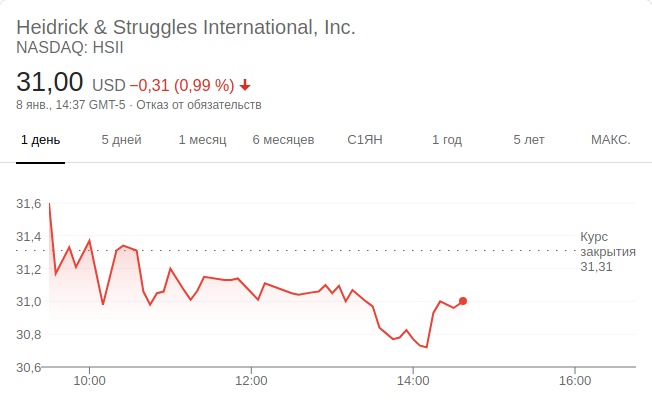 Heidrick & Struggles International, Inc.
NASDAQ: HSII
31,00 USD −0,31 (0,99 %)
8 янв., 14:37 GMT-5 · Отказ от обязательств
1 день 5 дней 1 месяц 6 месяцев С1ЯН 1 год 5 лет МАКС.
31,6
31,4
Курс
закрытия
31,31
31,2
31,0
30,8
30,6
10:00 12:00 14:00 16:00